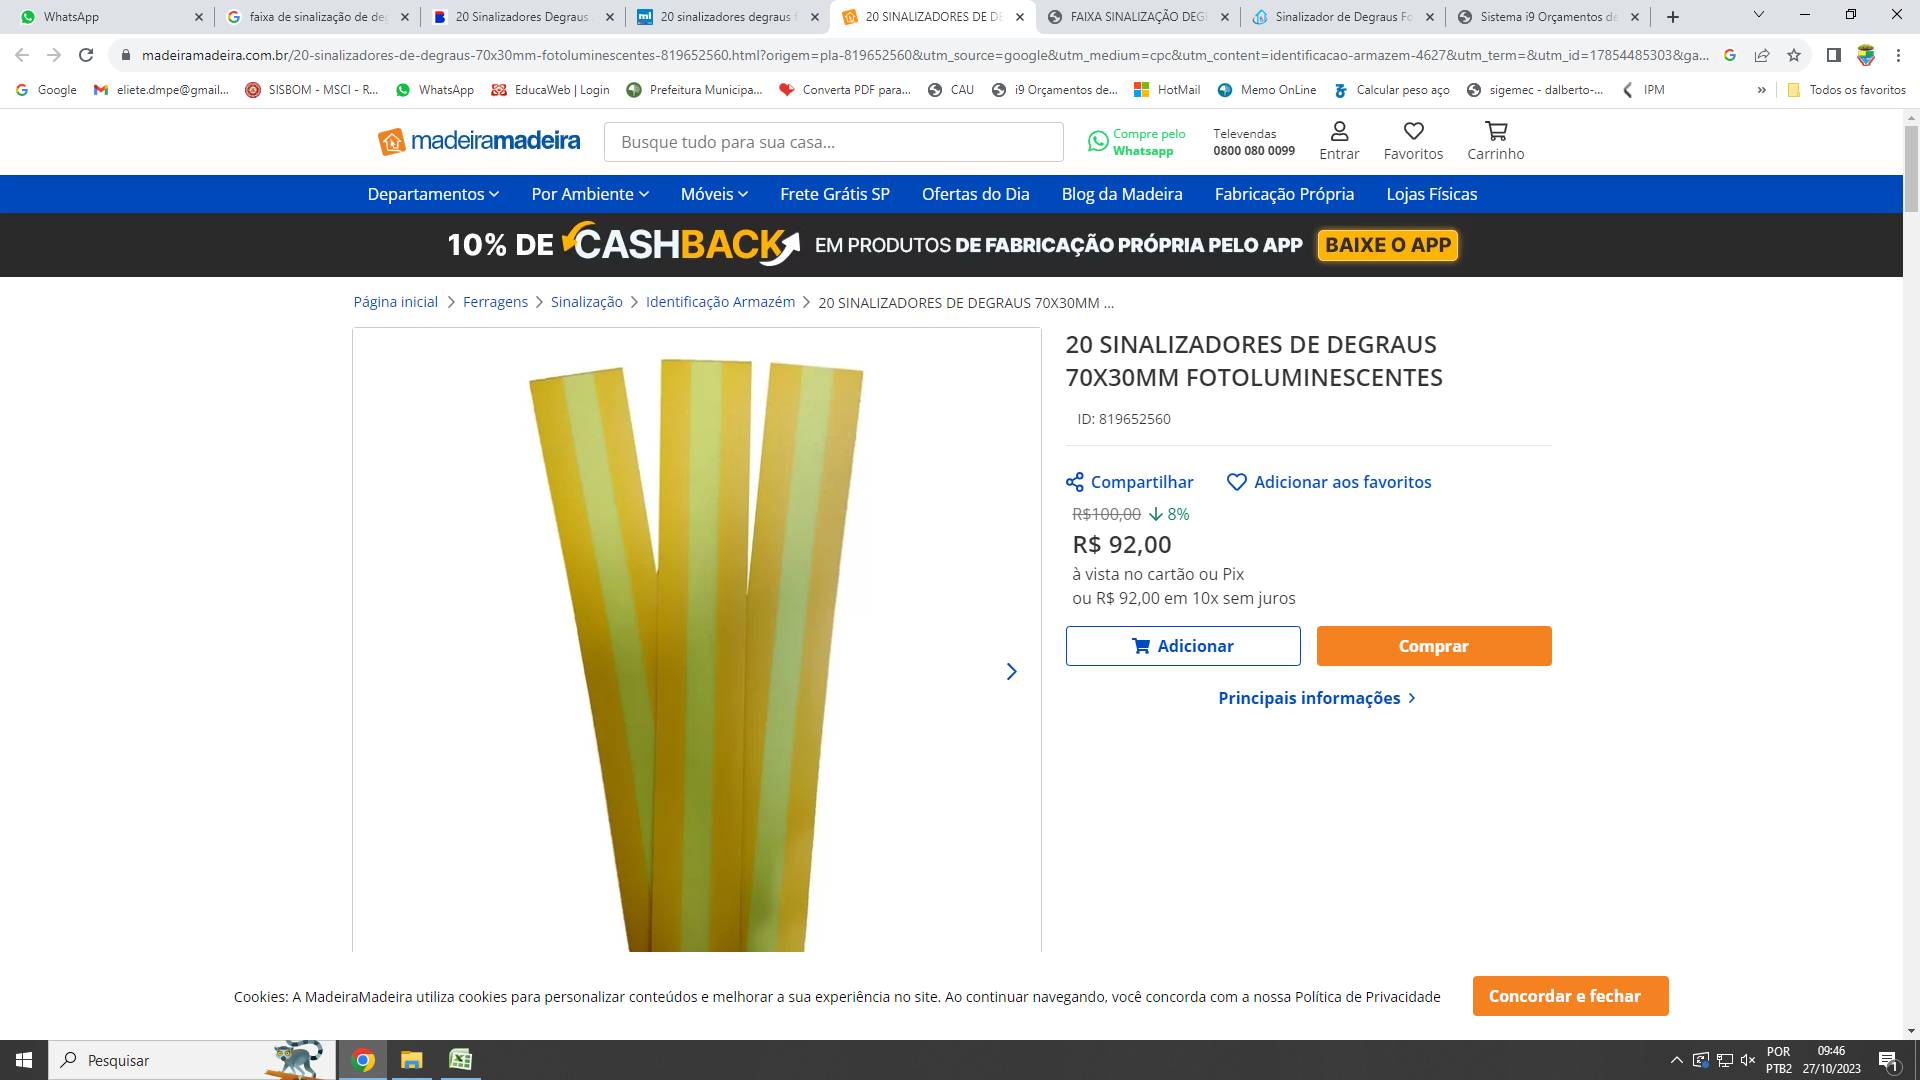 WhatsApp
faixa de sinalização de deg
20 Sinalizadores Degraus
20 sinalizadores degraus f
20 SINALIZADORES DE DE
FAIXA SINALIZAÇÃO DEGR
Sinalizador de Degraus Fo
Sistema i9 Orçamentos de
madeiramadeira.com.br/20-sinalizadores-de-degraus-70x30mm-fotoluminescentes-819652560.html?origem=pla-819652560&utm_source=google&utm_medium=cpc&utm_content=identificacao-armazem-4627&utm_term=&utm_id=17854485303&ga...
Google
eliete.dmpe@gmail...
SISBOM - MSCI - R...
WhatsApp
EducaWeb | Login
Prefeitura Municipa...
Converta PDF para...
CAU
i9 Orçamentos de...
HotMail
Memo OnLine
Calcular peso aço
sigemec - dalberto-...
IPM
Todos os favoritos
madeiramadeira
Busque tudo para sua casa...
Compre pelo
Whatsapp
Televendas
0800 080 0099
Entrar
Favoritos
Carrinho
Departamentos
Por Ambiente
Móveis
Frete Grátis SP
Ofertas do Dia
Blog da Madeira
Fabricação Própria
Lojas Físicas
10% DE CASHBACK EM PRODUTOS DE FABRICAÇÃO PRÓPRIA PELO APP BAIXE O APP
Página inicial > Ferragens > Sinalização > Identificação Armazém > 20 SINALIZADORES DE DEGRAUS 70X30MM ...
20 SINALIZADORES DE DEGRAUS
70X30MM FOTOLUMINESCENTES
ID: 819652560
Compartilhar
Adicionar aos favoritos
R$100,00 8%
R$ 92,00
à vista no cartão ou Pix
ou R$ 92,00 em 10x sem juros
Adicionar
Comprar
Principais informações
Cookies: A MadeiraMadeira utiliza cookies para personalizar conteúdos e melhorar a sua experiência no site. Ao continuar navegando, você concorda com a nossa Política de Privacidade
Concordar e fechar
Pesquisar
POR
PTB2
09:46
27/10/2023
1